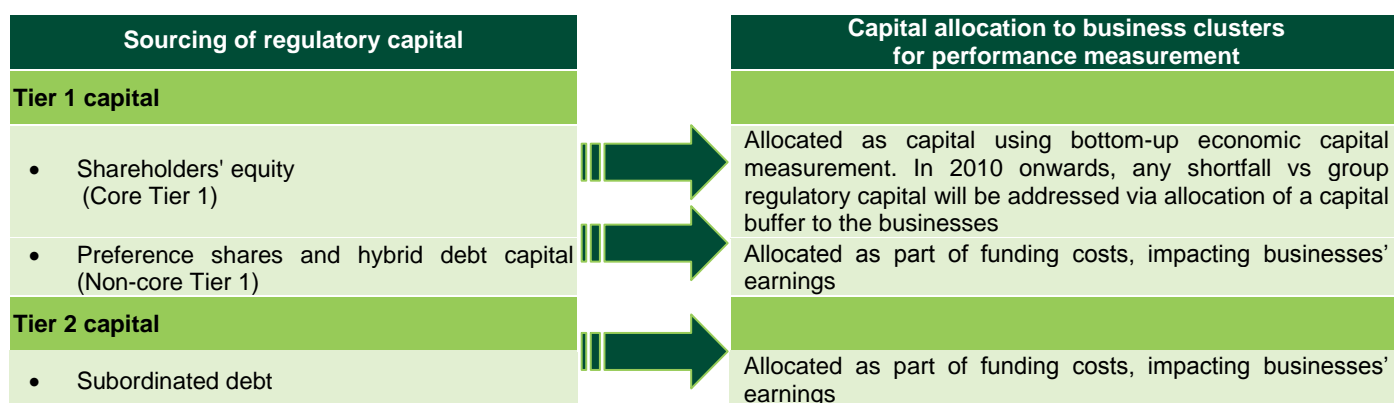 Sourcing of regulatory capital
Capital allocation to business clusters
for performance measurement
Tier 1 capital
• Shareholders' equity
(Core Tier 1)
Allocated as capital using bottom-up economic capital
measurement. In 2010 onwards, any shortfall vs group
regulatory capital will be addressed via allocation of a capital
buffer to the businesses
• Preference shares and hybrid debt capital
(Non-core Tier 1)
Allocated as part of funding costs, impacting businesses’
earnings
Tier 2 capital
• Subordinated debt
Allocated as part of funding costs, impacting businesses’
earnings